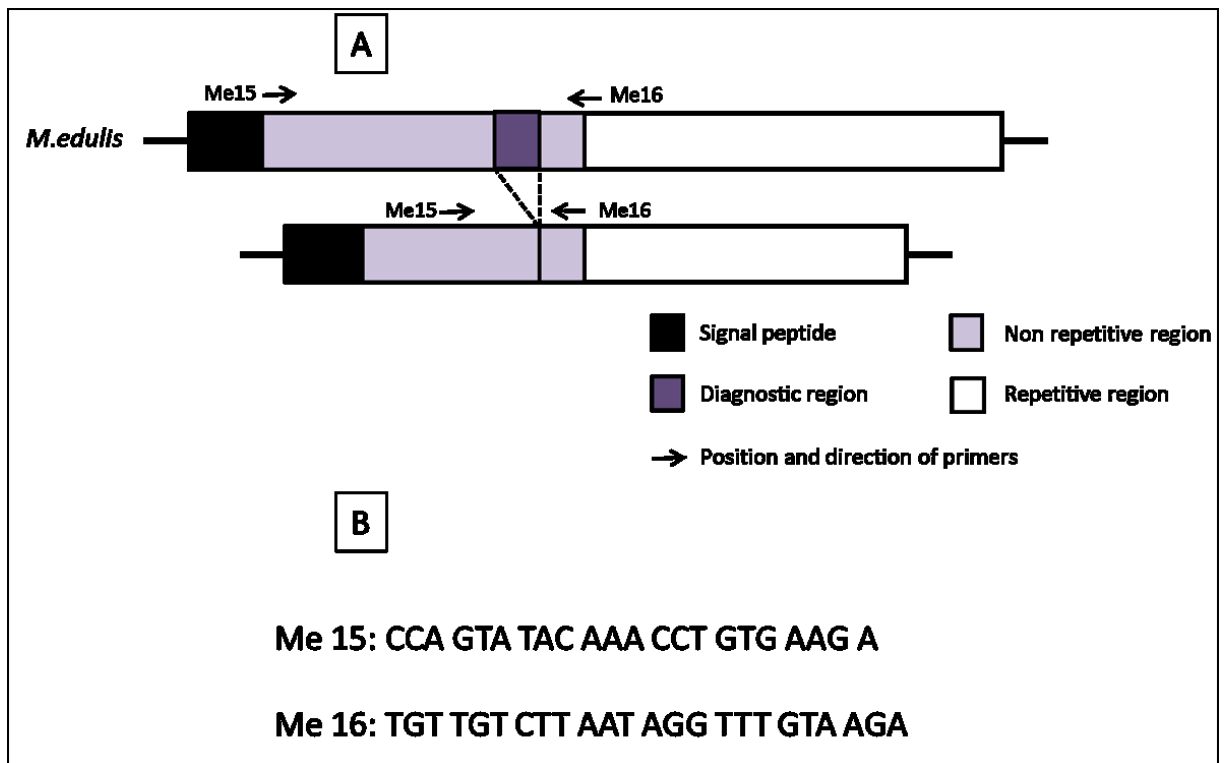 A
Me15
Me16
M.edulis
Me15
Me16
Signal peptide
Non repetitive region
Diagnostic region
Repetitive region
Position and direction of primers
B
Me 15: CCA GTA TAC AAA CCT GTG AAG A
Me 16: TGT TGT CTT AAT AGG TTT GTA AGA